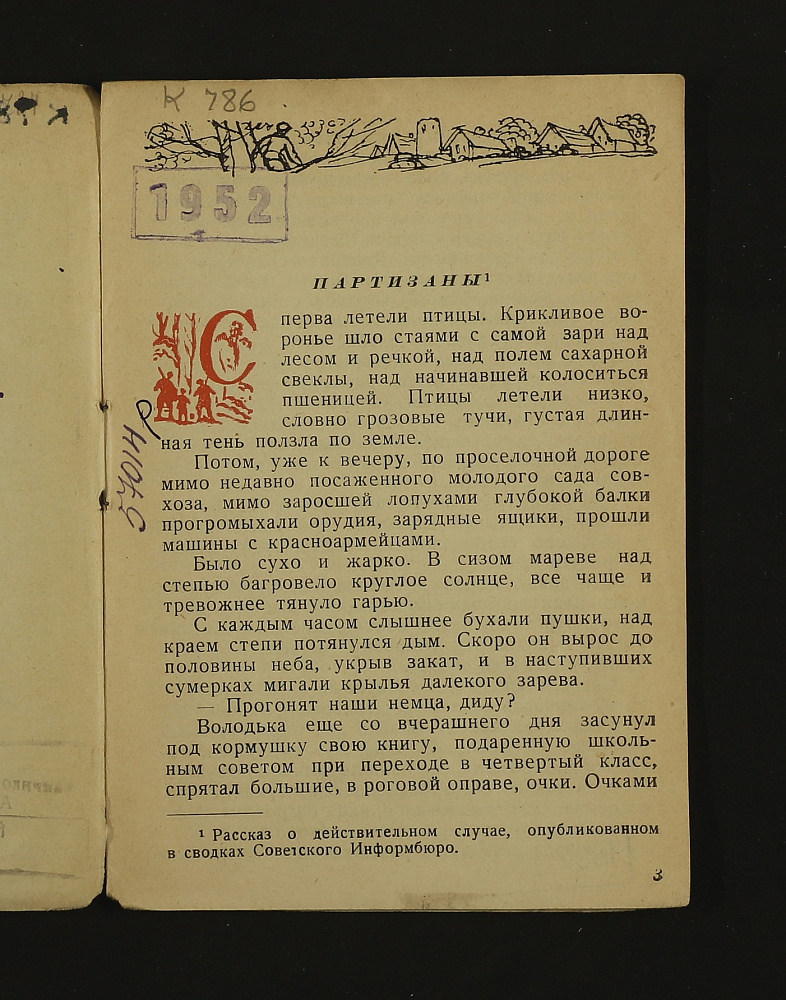 К 786
1952
ПАРТИЗАНЫ¹
Сперва летели птицы. Крикливое во-
ронье шло стаями с самой зари над
лесом и речкой, над полем сахарной
свеклы, над начинавшей колоситься
пшеницей. Птицы летели низко,
словно грозовые тучи, густая длин-
ная тень ползла по земле.
Потом, уже к вечеру, по проселочной дороге
мимо недавно посаженного молодого сада сов-
хоза, мимо заросшей лопухами глубокой балки
прогромыхали орудия, зарядные ящики, прошли
машины с красноармейцами.
Было сухо и жарко. В сизом мареве над
степью багровело круглое солнце, все чаще и
тревожнее тянуло гарью.
С каждым часом слышнее бухали пушки, над
краем степи потянулся дым. Скоро он вырос до
половины неба, укрыв закат, и в наступивших
сумерках мигали крылья далекого зарева.
— Прогонят наши немца, диду?
Володька еще со вчерашнего дня засунул
под кормушку свою книгу, подаренную школь-
ным советом при переходе в четвертый класс,
спрятал большие, в роговой оправе, очки. Очками
¹ Рассказ о действительном случае, опубликованном
в сводках Советского Информбюро.
3